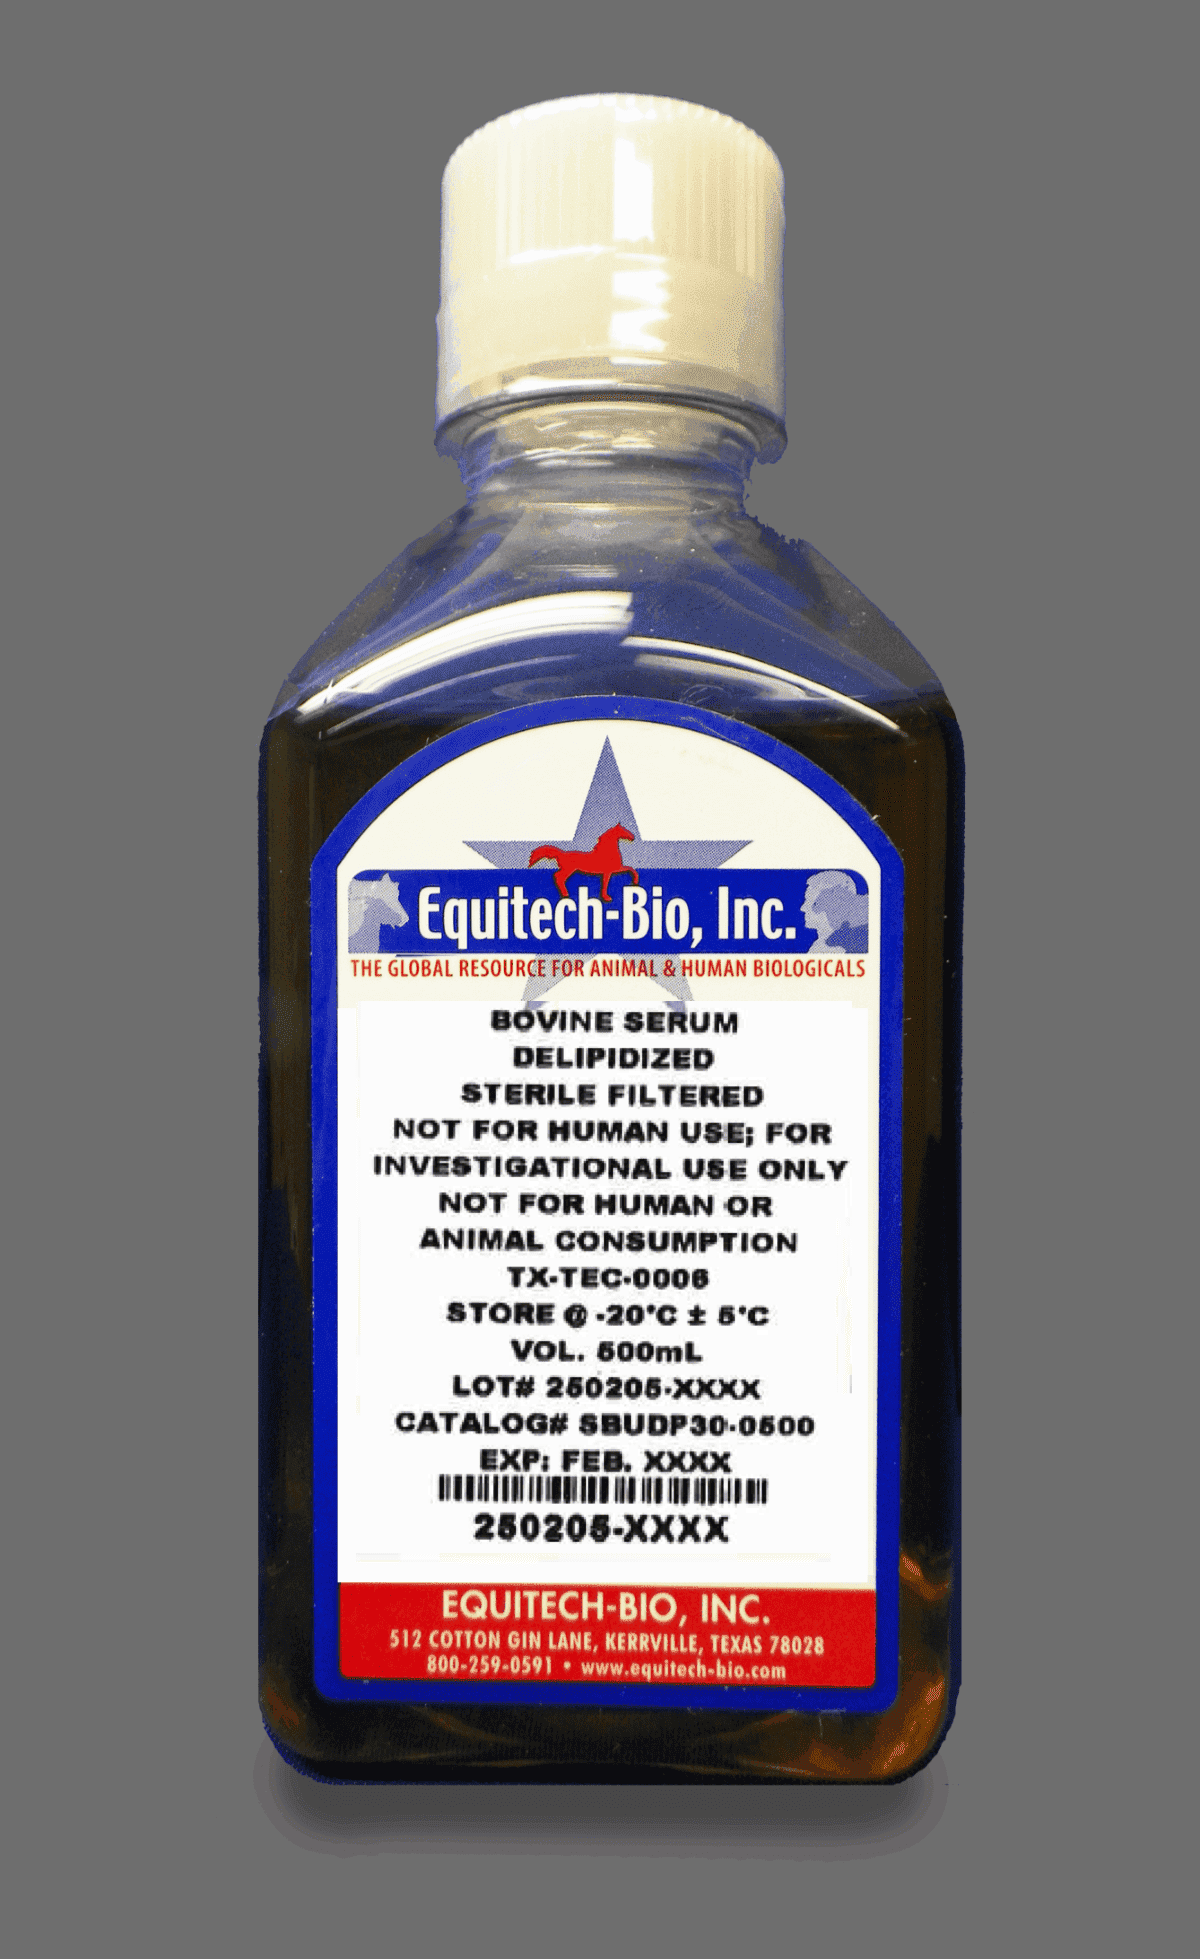 Equitech-Bio, Inc.
THE GLOBAL RESOURCE FOR ANIMAL & HUMAN BIOLOGICALS
BOVINE SERUM
DELIPIDIZED
STERILE FILTERED
NOT FOR HUMAN USE; FOR
INVESTIGATIONAL USE ONLY
NOT FOR HUMAN OR
ANIMAL CONSUMPTION
TX-TEC-0006
STORE @ -20°C ± 5°C
VOL. 500mL
LOT# 250205-XXXX
CATALOG# SBUDP30-0500
EXP: FEB. XXXX
250205-XXXX
EQUITECH-BIO, INC.
512 COTTON GIN LANE, KERRVILLE, TEXAS 78028
800-259-0591 • www.equitech-bio.com